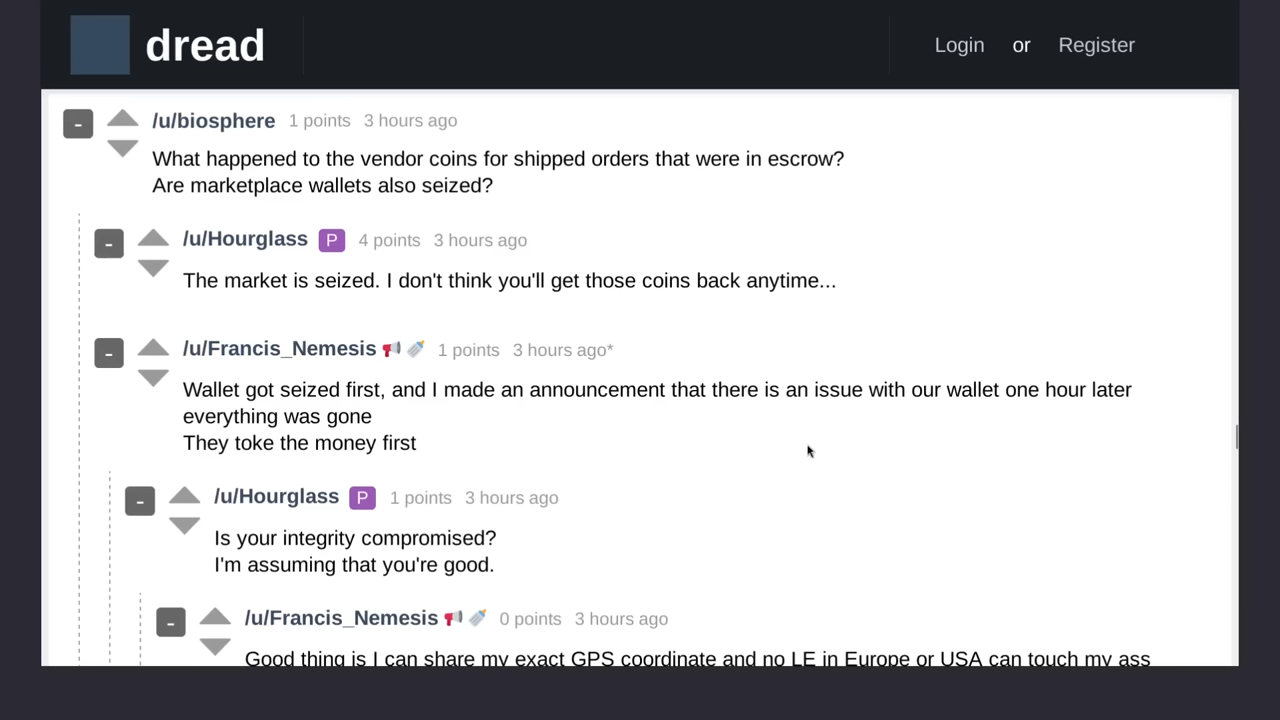 dread
Login or Register
- /u/biosphere 1 points 3 hours ago
What happened to the vendor coins for shipped orders that were in escrow?
Are marketplace wallets also seized?
- /u/Hourglass P 4 points 3 hours ago
The market is seized. I don't think you'll get those coins back anytime...
- /u/Francis_Nemesis 1 points 3 hours ago*
Wallet got seized first, and I made an announcement that there is an issue with our wallet one hour later
everything was gone
They toke the money first
- /u/Hourglass P 1 points 3 hours ago
Is your integrity compromised?
I'm assuming that you're good.
- /u/Francis_Nemesis 0 points 3 hours ago
Good thing is I can share my exact GPS coordinate and no LE in Europe or USA can touch my ass